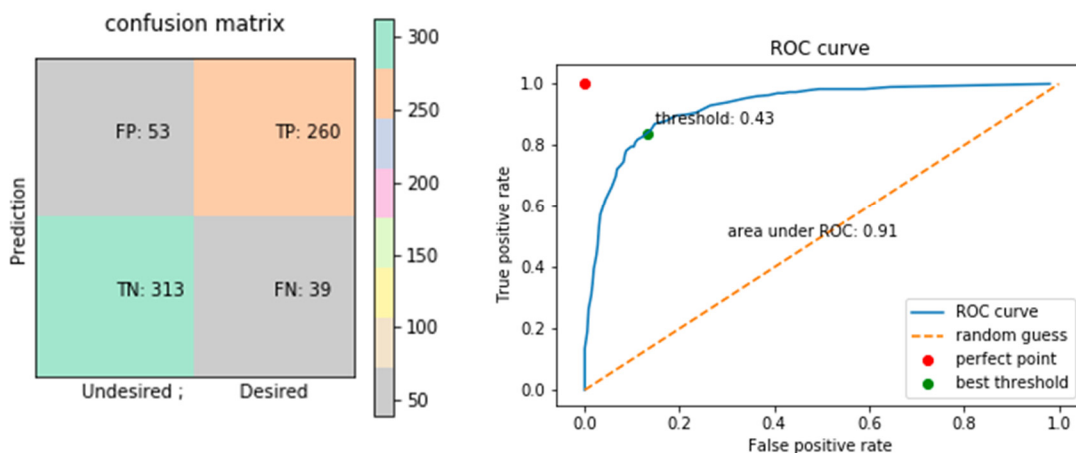 confusion matrix
Prediction
FP: 53
TP: 260
TN: 313
FN: 39
Undesired ;
Desired
300
250
200
150
100
50
ROC curve
True positive rate
1.0
0.8
0.6
0.4
0.2
0.0
threshold: 0.43
area under ROC: 0.91
ROC curve
random guess
perfect point
best threshold
0.0
0.2
0.4
0.6
0.8
1.0
False positive rate